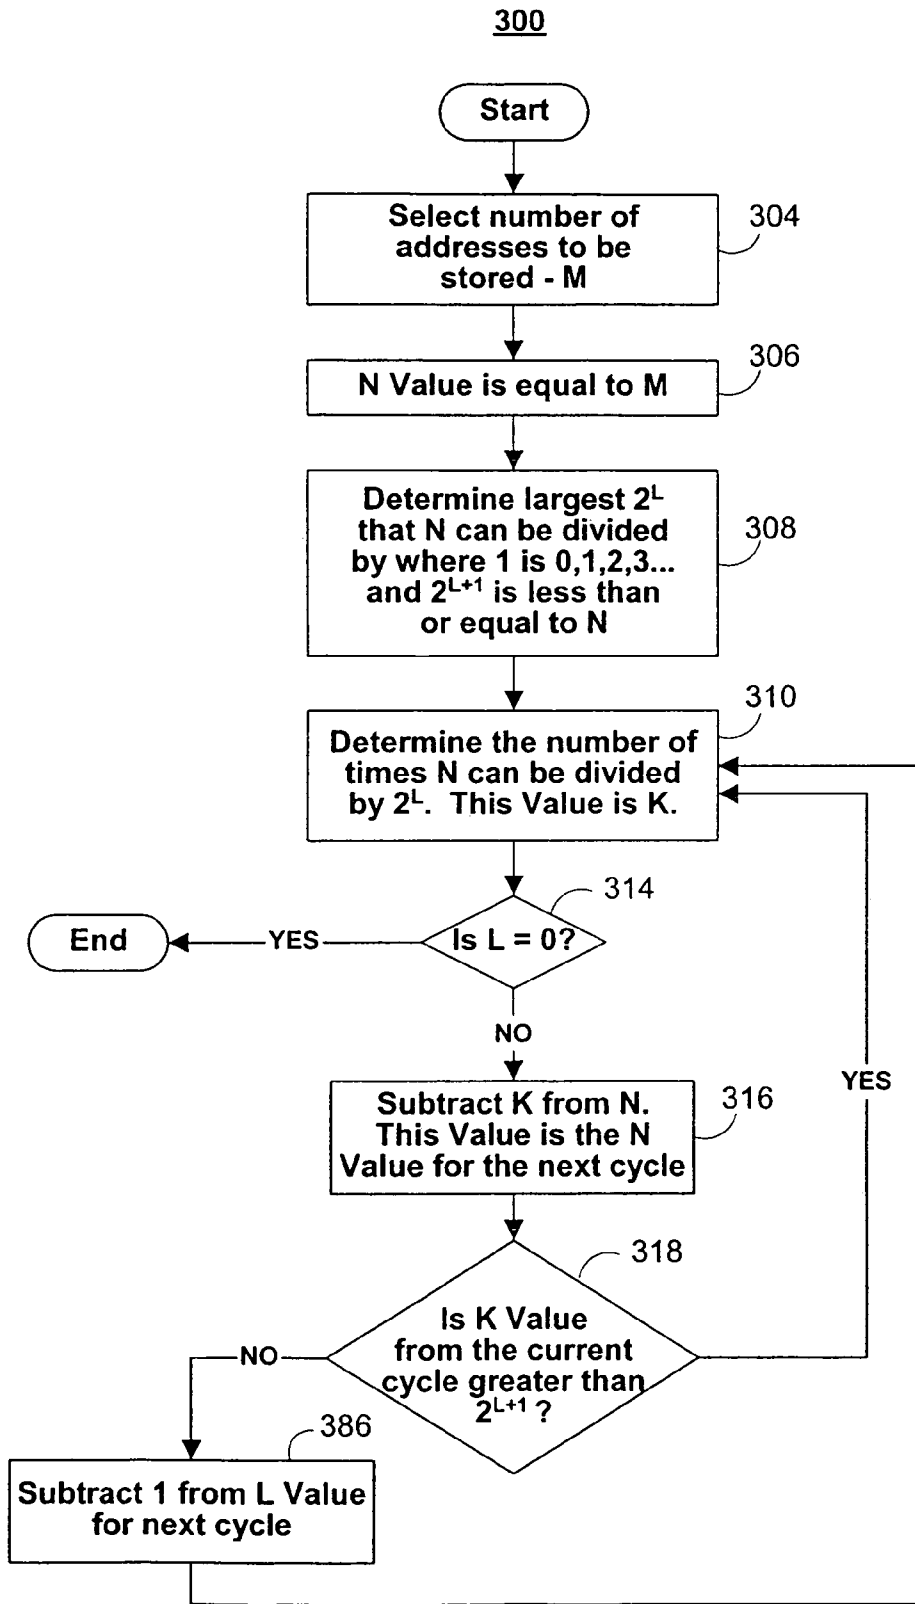 300
Start
Select number of
addresses to be
stored - M
304
N Value is equal to M
306
Determine largest 2^L
that N can be divided
by where 1 is 0,1,2,3...
and 2^L+1 is less than
or equal to N
308
310
Determine the number of
times N can be divided
by 2^L. This Value is K.
314
Is L = 0?
YES
End
NO
Subtract K from N.
This Value is the N
Value for the next cycle
316
YES
318
Is K Value
from the current
cycle greater than
2^L+1 ?
NO
386
Subtract 1 from L Value
for next cycle